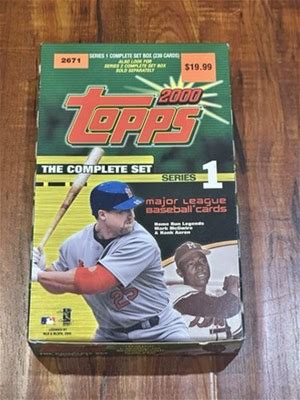 2671
SERIES 1 COMPLETE SET BOX (239 CARDS)
ALSO LOOK FOR
SERIES 2 COMPLETE SET BOX
SOLD SEPARATELY
$19.99
2000
Topps
THE COMPLETE SET
SERIES 1
major League
Baseball cards
Home Run Legends
Mark McGwire
& Hank Aaron
25